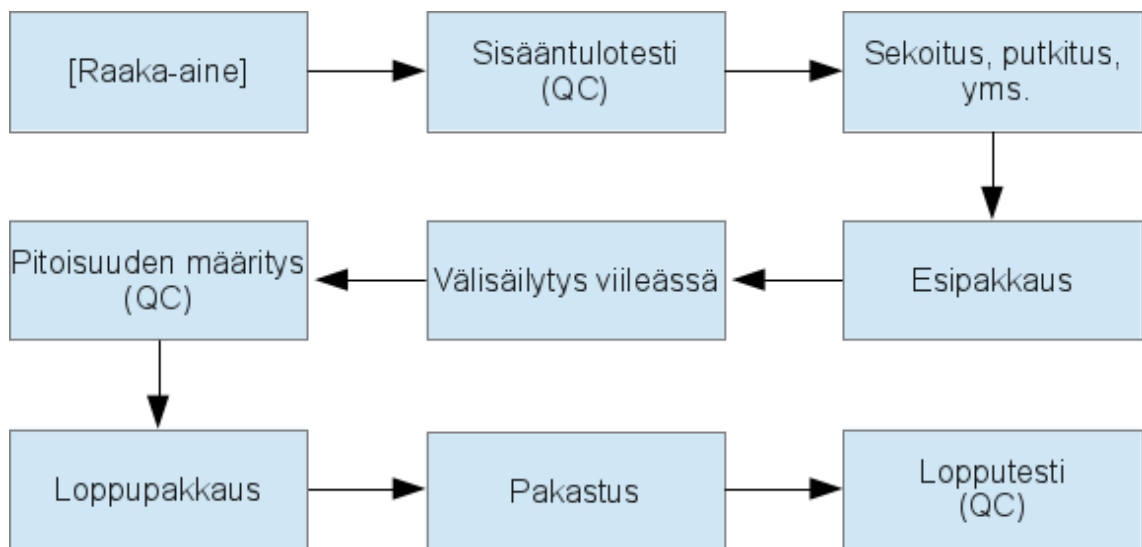 [Raaka-aine]
Sisääntulotesti
(QC)
Sekoitus, putkitus,
yms.
Esipakkaus
Välisäilytys viileässä
Pitoisuuden määritys
(QC)
Loppupakkaus
Pakastus
Lopputesti
(QC)